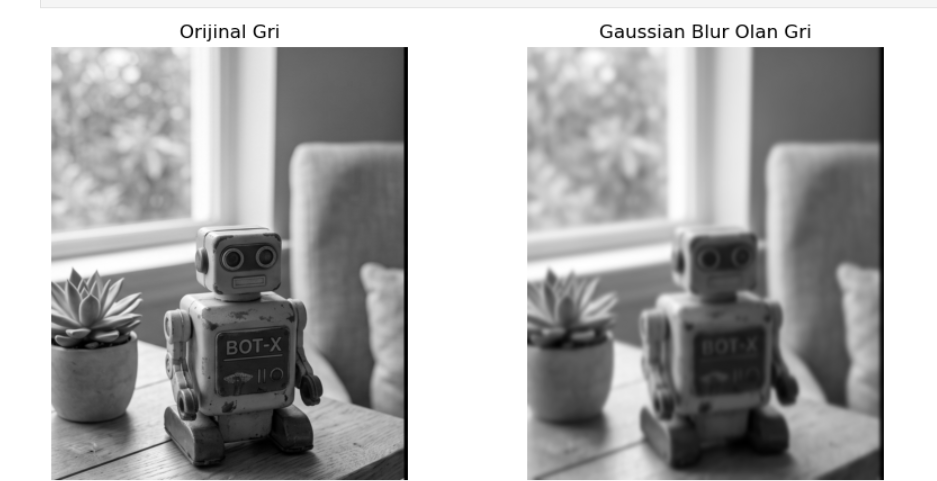 Orijinal Gri
Gaussian Blur Olan Gri
BOT-X
BOT-X